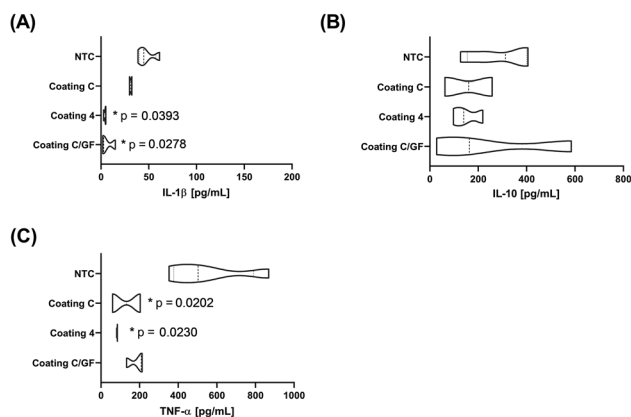 (A)
NTC
Coating C
Coating 4
* p = 0.0393
Coating C/GF
* p = 0.0278
0 50 100 150 200
IL-1β [pg/mL]
(B)
NTC
Coating C
Coating 4
Coating C/GF
0 200 400 600 800
IL-10 [pg/mL]
(C)
NTC
Coating C
* p = 0.0202
Coating 4
* p = 0.0230
Coating C/GF
0 200 400 600 800 1000
TNF-α [pg/mL]